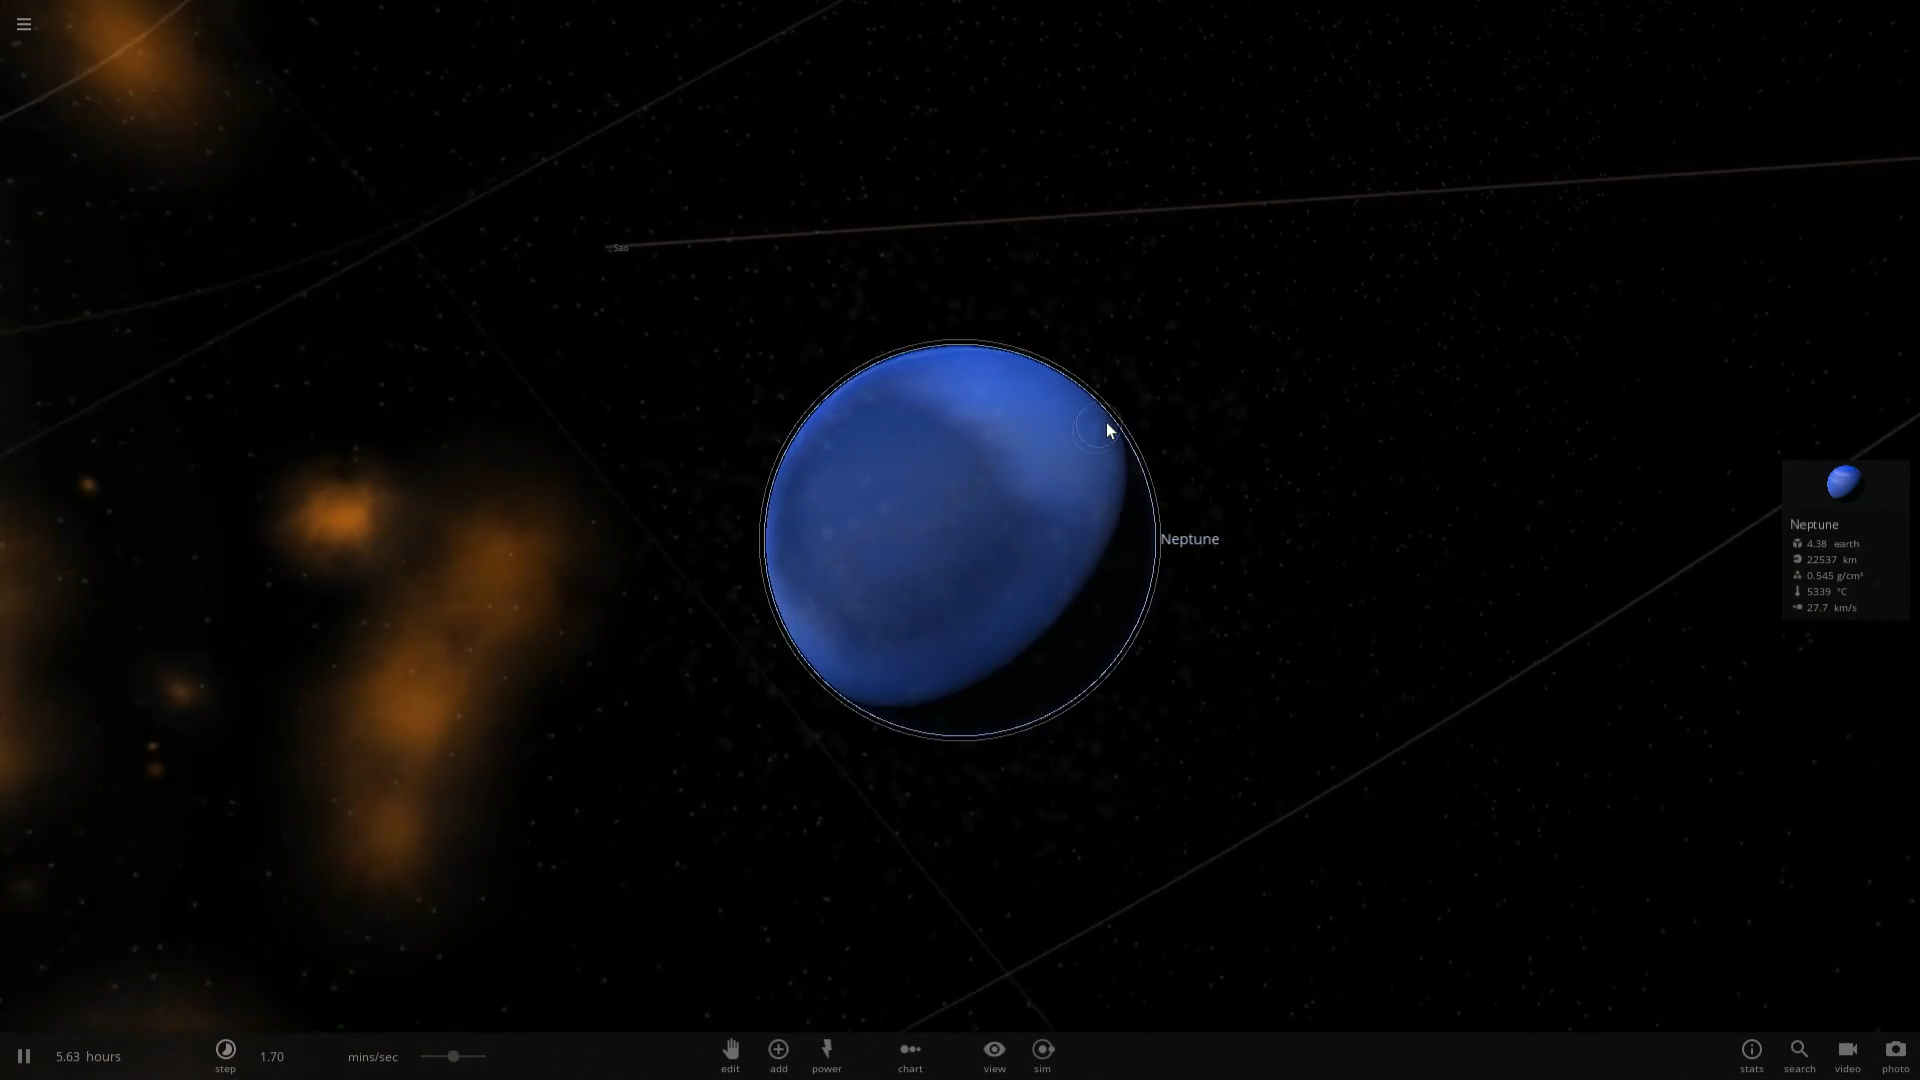 Sao
Neptune
Neptune
4.38 earth
22537 km
0.545 g/cm³
5339 °C
27.7 km/s
5.63 hours
step
1.70 mins/sec
edit
add
power
chart
view
sim
stats
search
video
photo